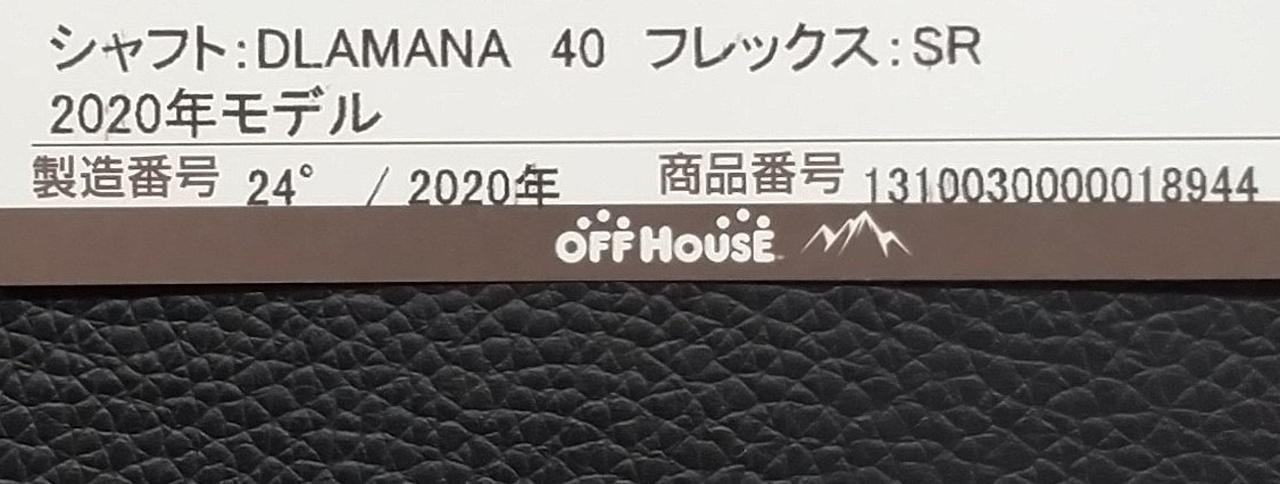 シャフト:DLAMANA 40 フレックス:SR
2020年モデル
製造番号 24° / 2020年 商品番号 1310030000018944
OFF HOUSE